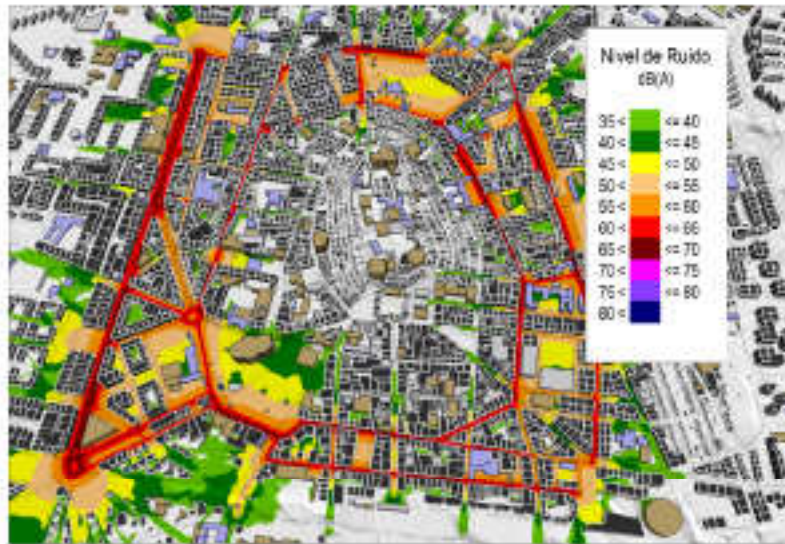 Nivel de Ruido
dB(A)
35 < <= 40
40 < <= 45
45 < <= 50
50 < <= 55
55 < <= 60
60 < <= 65
65 < <= 70
70 < <= 75
75 < <= 80
80 <